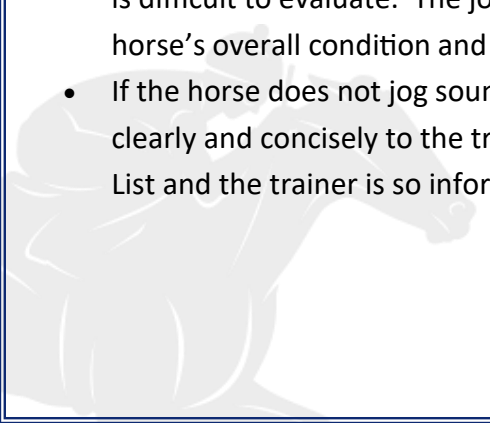 is difficult to evaluate. The jo
horse’s overall condition and
• If the horse does not jog soun
clearly and concisely to the tr
List and the trainer is so infor